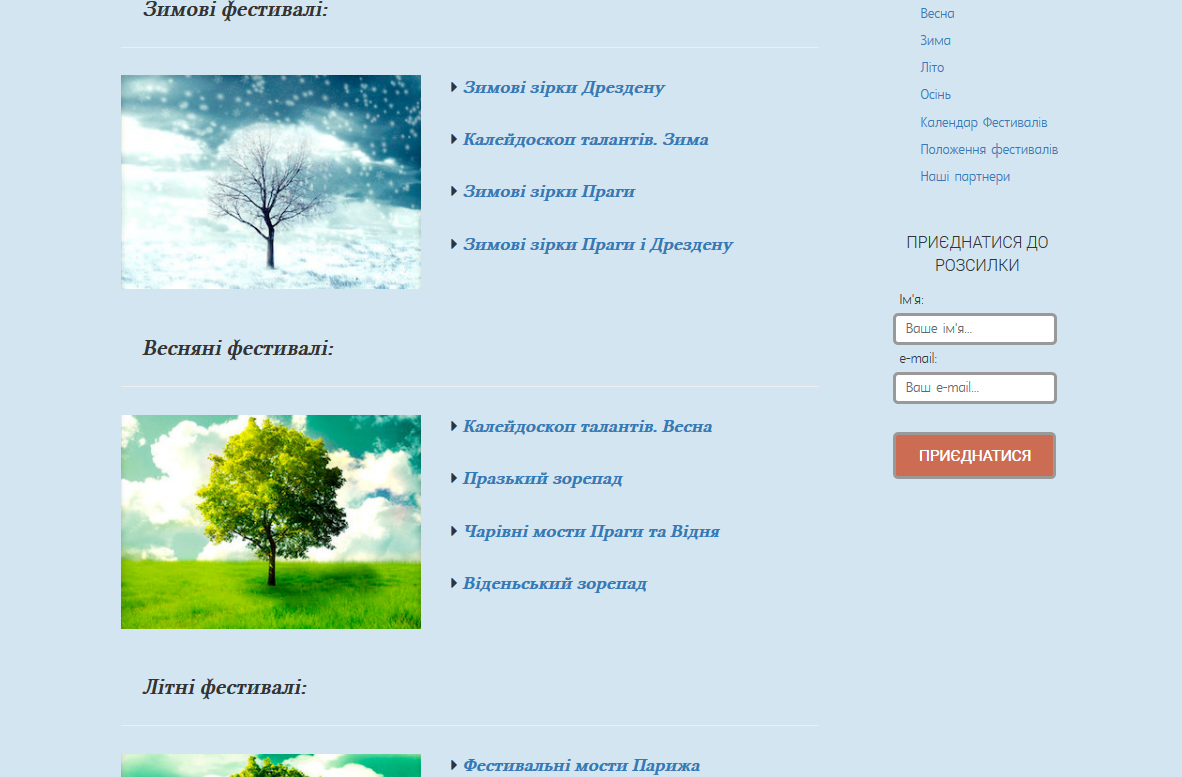 Зимові фестивалі:
Зимові зірки Дрездену
Калейдоскоп талантів. Зима
Зимові зірки Праги
Зимові зірки Праги і Дрездену
Весняні фестивалі:
Калейдоскоп талантів. Весна
Празький зорепад
Чарівні мости Праги та Відня
Віденьський зорепад
Літні фестивалі:
Фестивальні мости Парижа
Весна
Зима
Літо
Осінь
Календар Фестивалів
Положення фестивалів
Наші партнери
ПРИЄДНАТИСЯ ДО
РОЗСИЛКИ
Ім'я:
Ваше ім'я...
e-mail:
Ваш e-mail...
ПРИЄДНАТИСЯ